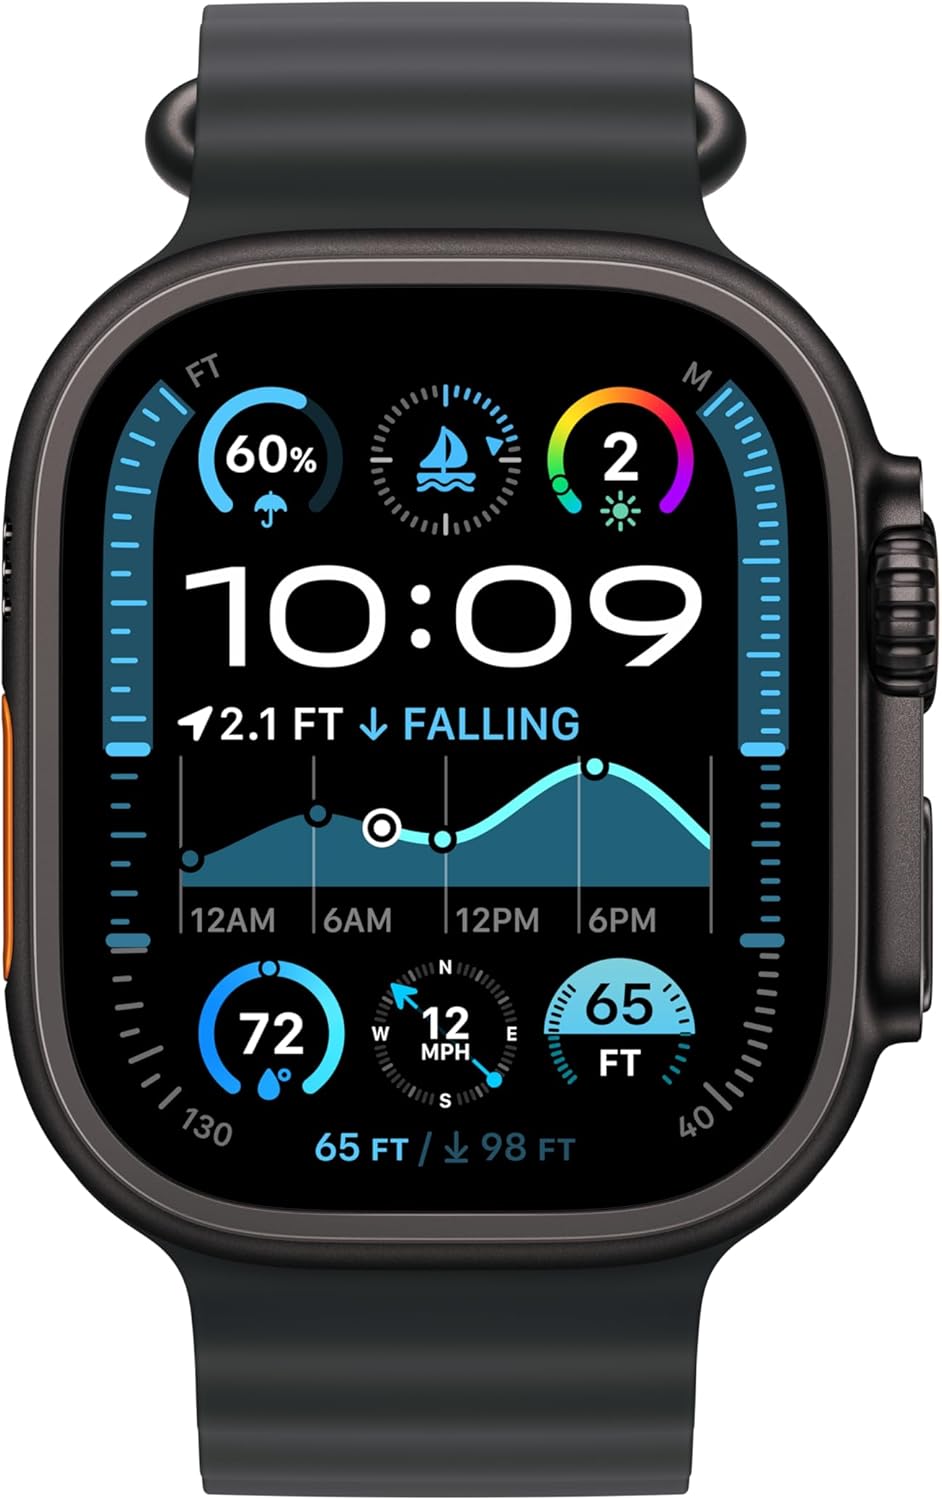 FT
M
60%
2
10:09
2.1 FT ↓ FALLING
12AM 6AM 12PM 6PM
72
N
W
12
MPH
E
S
65
FT
130
40
65 FT / ↓ 98 FT